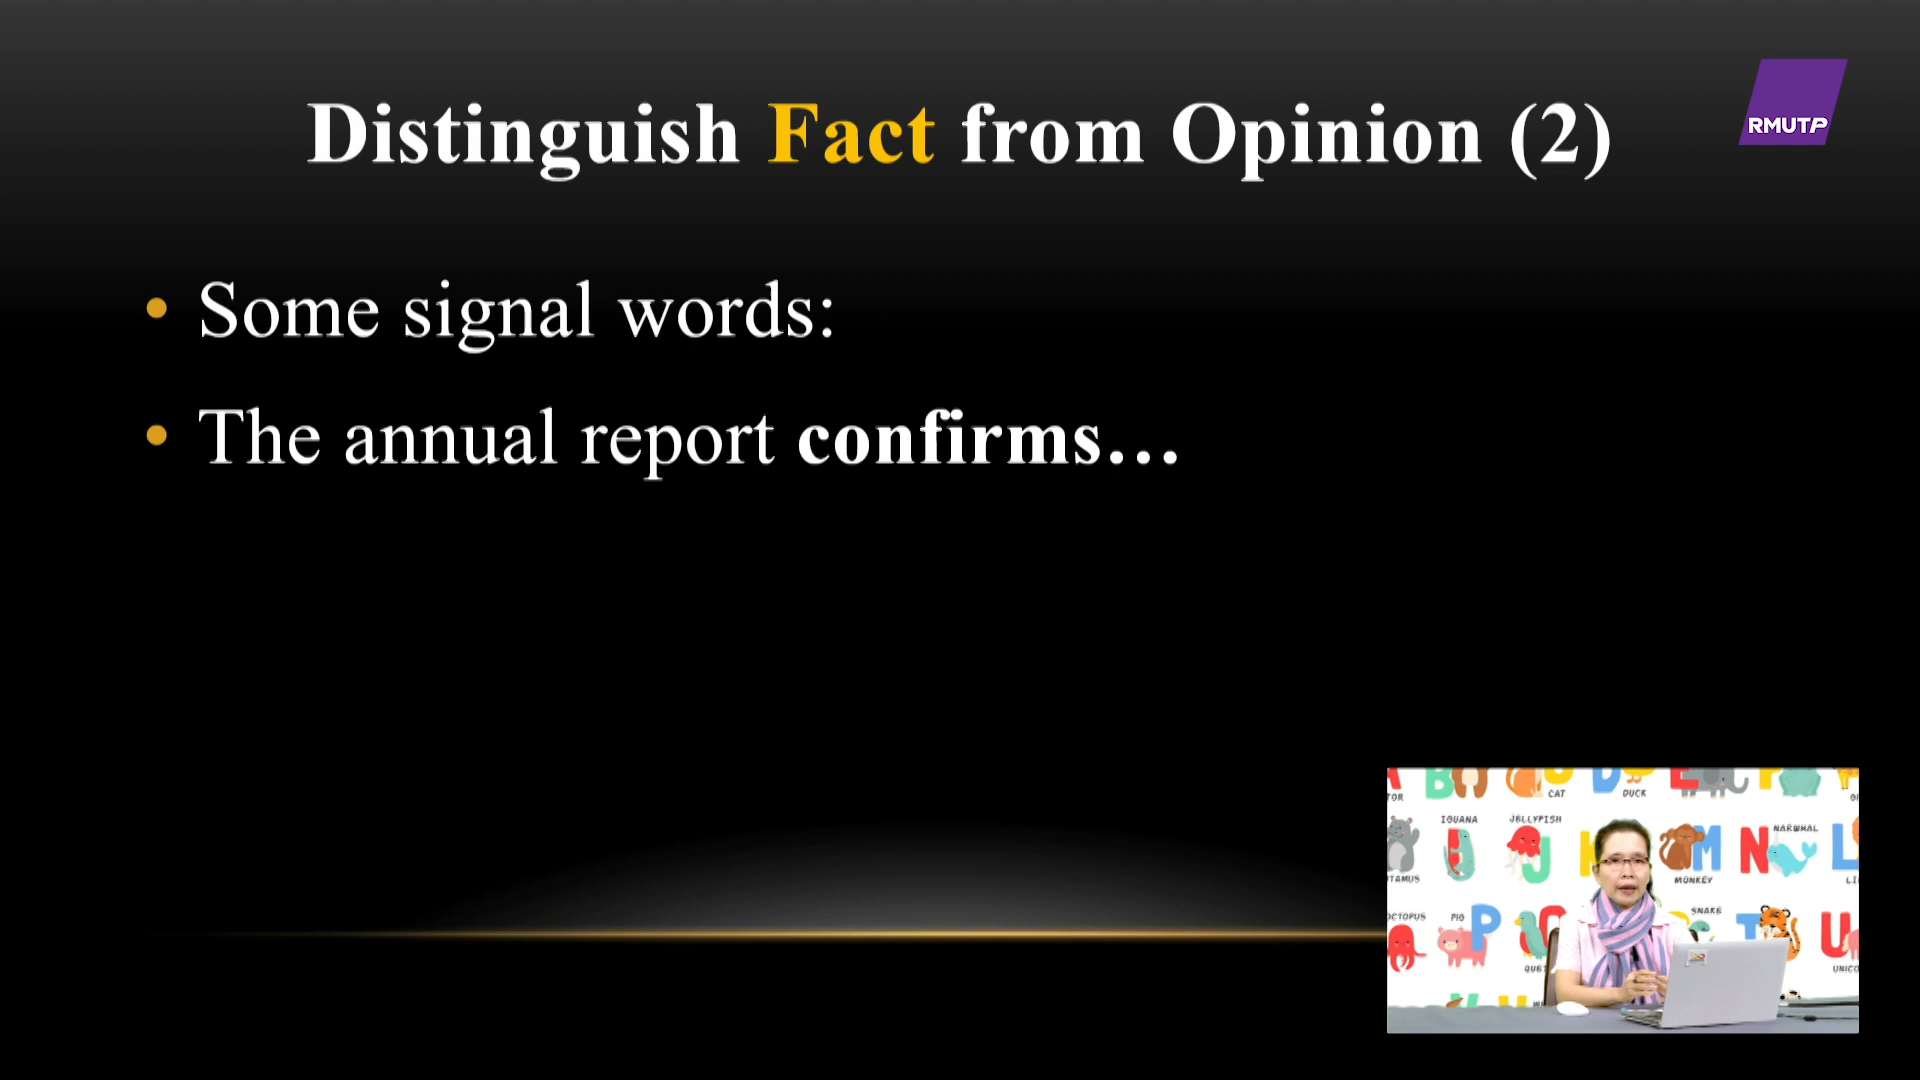 Distinguish Fact from Opinion (2)
RMUTP
• Some signal words:
• The annual report confirms…
CAT
DUCK
IGUANA
JELLYFISH
NARWHAL
MONKEY
OCTOPUS
PIG
SNAKE